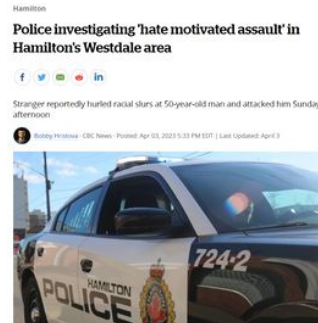 Hamilton
Police investigating 'hate motivated assault' in
Hamilton's Westdale area
f
in
Stranger reportedly hurled racial slurs at 50-year-old man and attacked him Sunday
afternoon
Bobby Hristova · CBC News · Posted: Apr 03, 2023 5:33 PM EDT | Last Updated: April 3
724-2
HAMILTON
POLICE